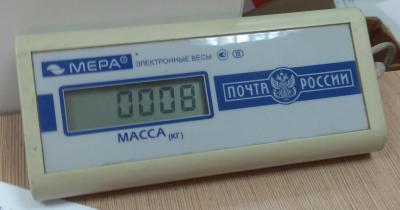 МЕРА® ЭЛЕКТРОННЫЕ ВЕСЫ
0008
ПОЧТА РОССИИ
МАССА (КГ)